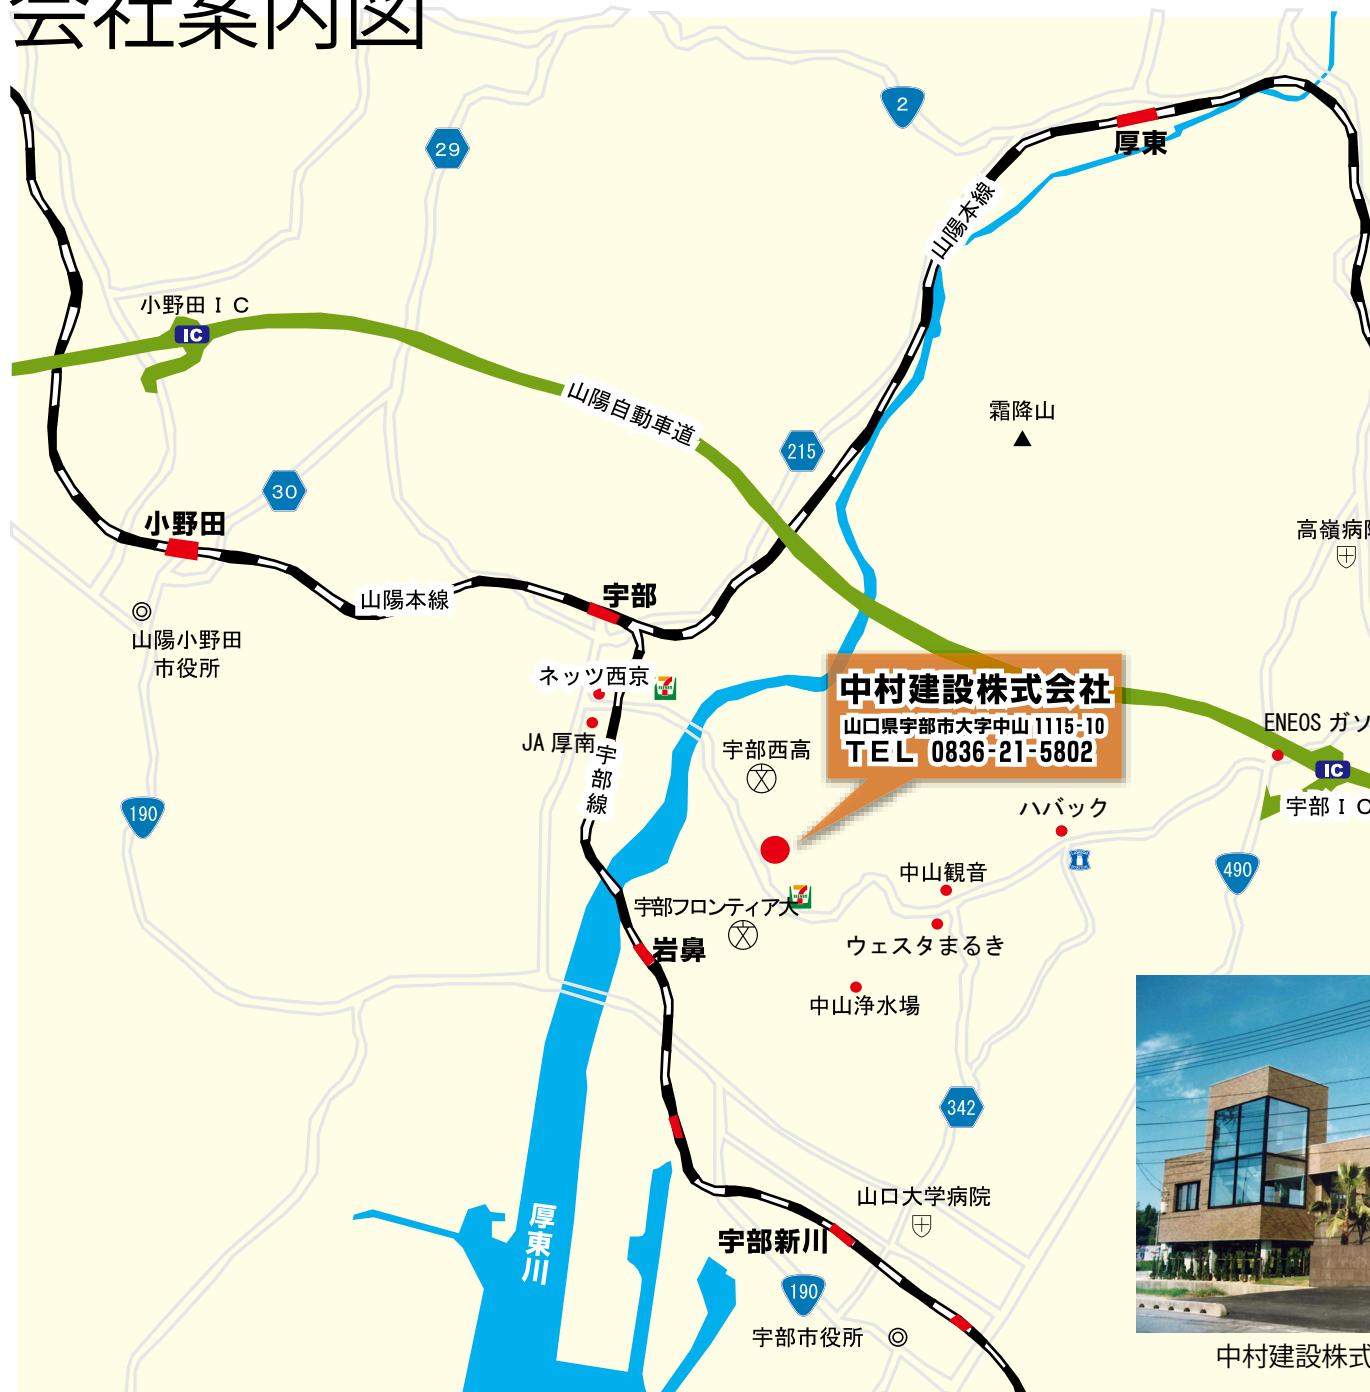 会社案内図
2
29
厚東
山陽本線
小野田ＩＣ
IC
山陽自動車道
霜降山
215
30
小野田
高嶺病院
宇部
山陽本線
山陽小野田
市役所
ネッツ西京
7
ELEVEN
中村建設株式会社
山口県宇部市大字中山 1115-10
ＴＥＬ 0836-21-5802
JA 厚南
宇部線
宇部西高
文
ENEOS ガソ
IC
宇部ＩＣ
190
ハバック
490
中山観音
7
ELEVEN
宇部フロンティア大
文
岩鼻
ウェスタまるき
中山浄水場
342
山口大学病院
厚東川
宇部新川
190
宇部市役所
中村建設株式